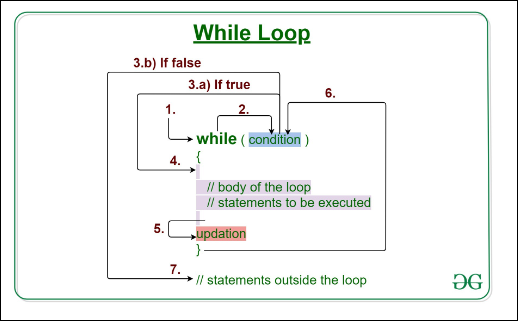 While Loop
3.b) If false
3.a) If true
6.
1.
2.
while ( condition )
4.
{
// body of the loop
// statements to be executed
5.
updation
}
7.
// statements outside the loop